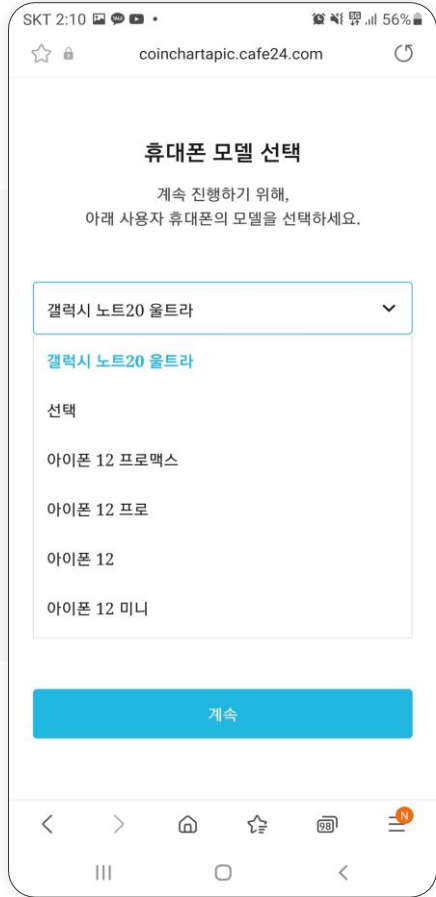 SKT 2:10
56%
coinchartapic.cafe24.com
휴대폰 모델 선택
계속 진행하기 위해,
아래 사용자 휴대폰의 모델을 선택하세요.
갤럭시 노트20 울트라
갤럭시 노트20 울트라
선택
아이폰 12 프로맥스
아이폰 12 프로
아이폰 12
아이폰 12 미니
계속
98
N